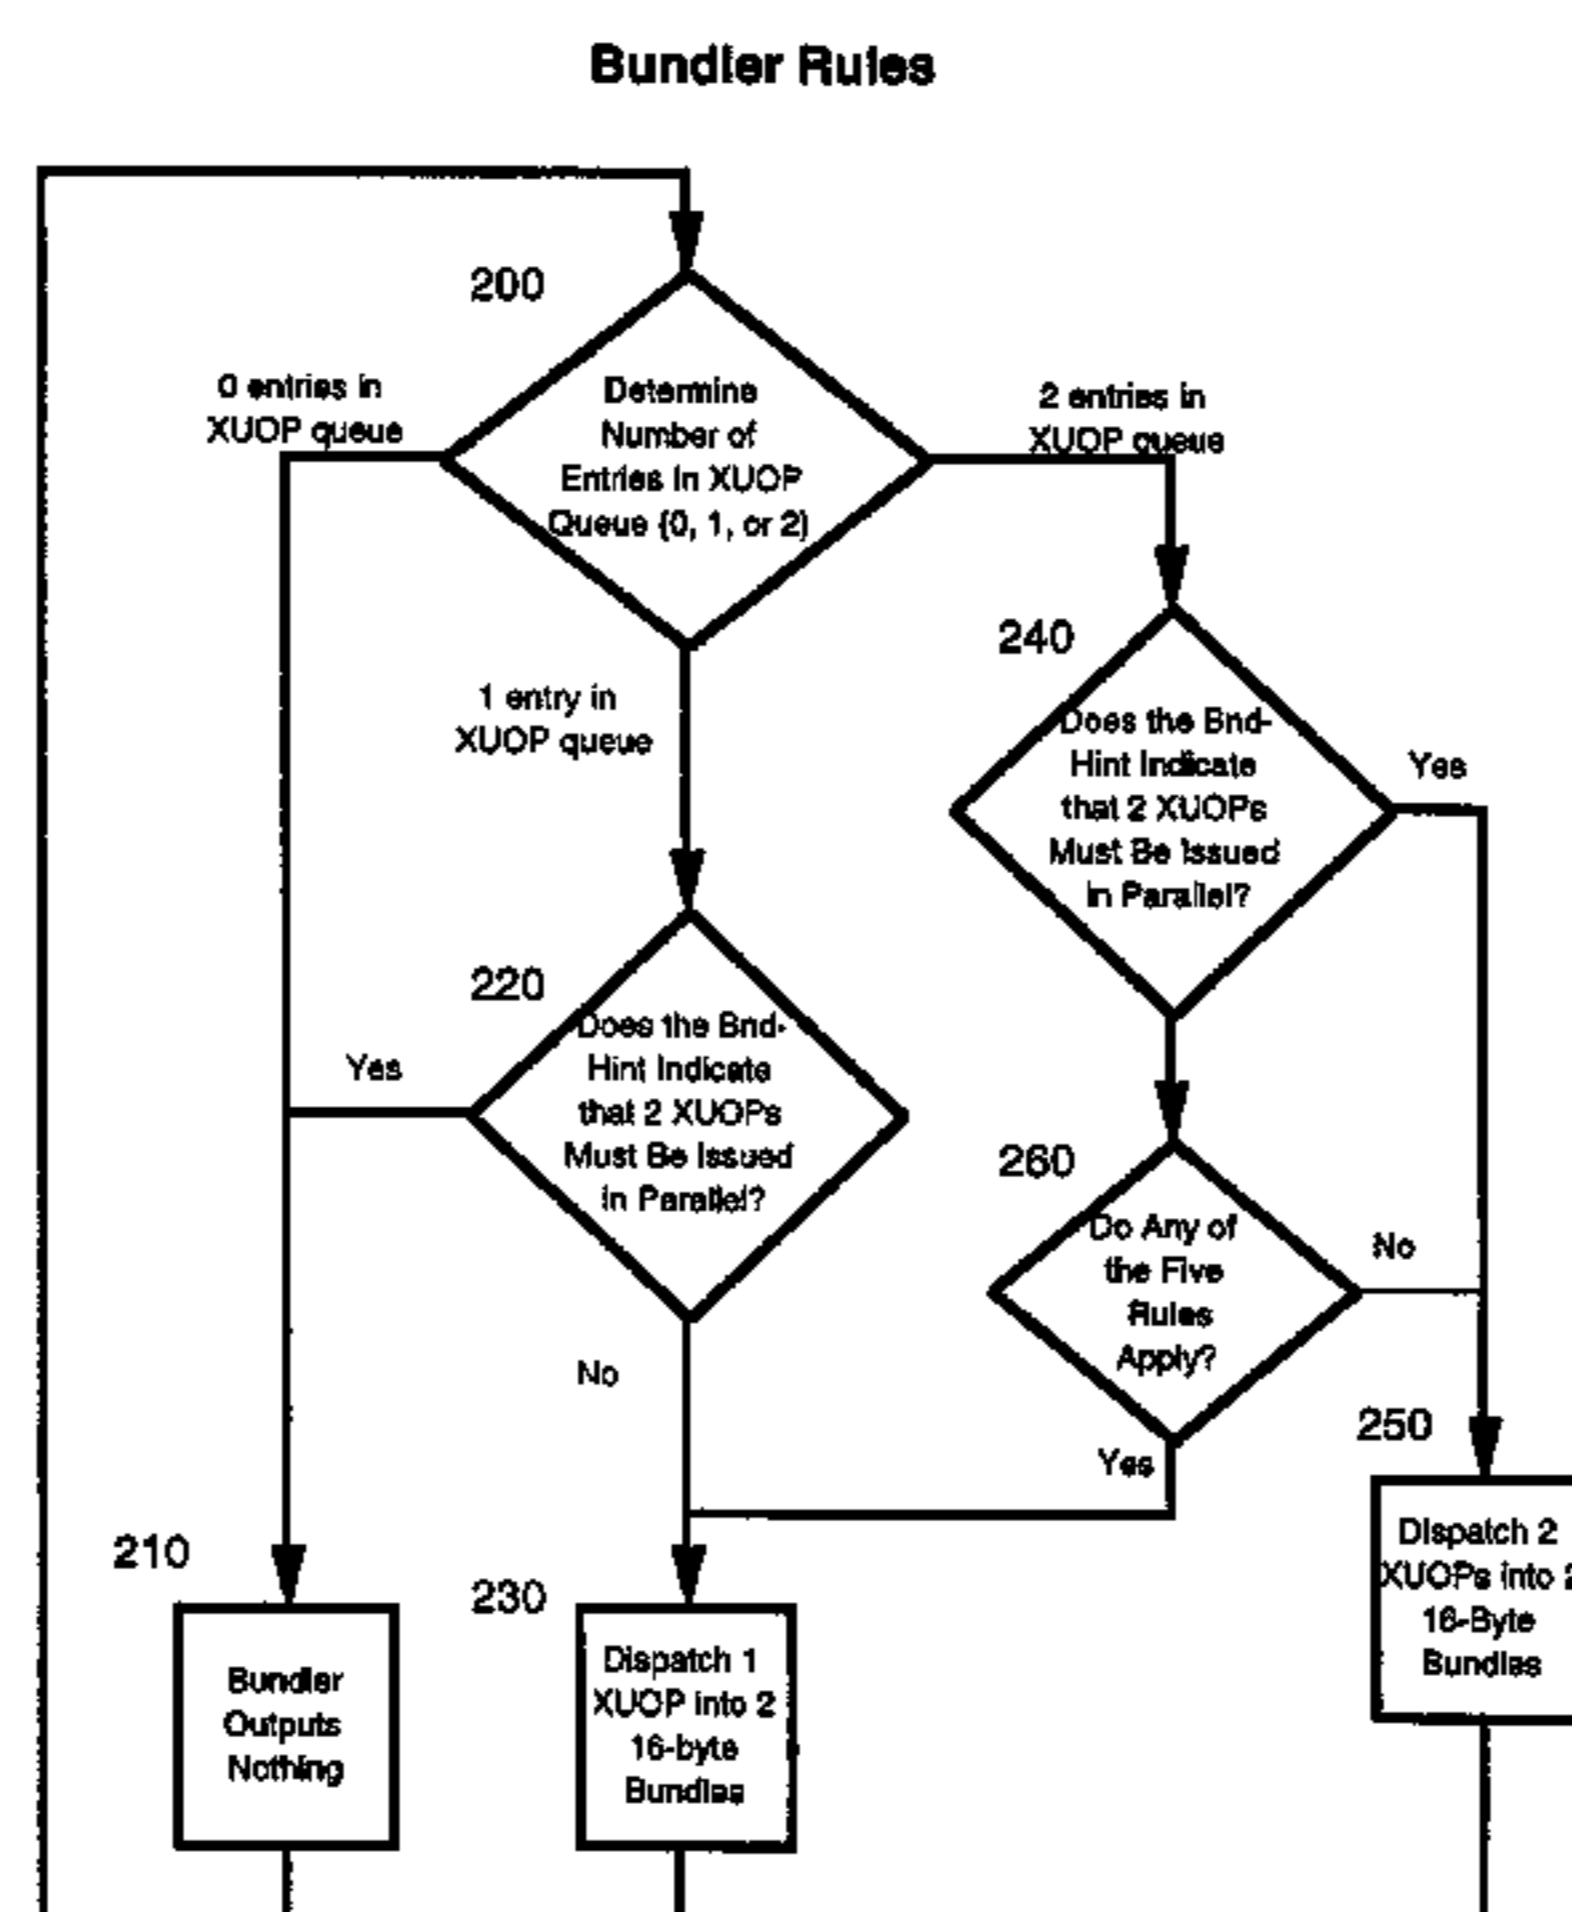 Bundler Rules
200
0 entries in
XUOP queue
Determine
Number of
Entries in XUOP
Queue (0, 1, or 2)
2 entries in
XUOP queue
1 entry in
XUOP queue
240
Does the Bnd-
Hint Indicate
that 2 XUOPs
Must Be Issued
in Parallel?
Yes
220
Does the Bnd-
Hint Indicate
that 2 XUOPs
Must Be Issued
in Parallel?
Yes
No
260
Do Any of
the Five
Rules
Apply?
No
Yes
250
Dispatch 2
XUOPs into 2
16-Byte
Bundles
210
Bundler
Outputs
Nothing
230
Dispatch 1
XUOP into 2
16-byte
Bundles